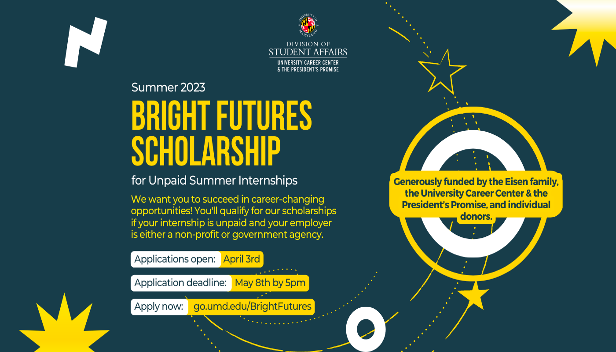 DIVISION OF
STUDENT AFFAIRS
UNIVERSITY CAREER CENTER
& THE PRESIDENT'S PROMISE
Summer 2023
BRIGHT FUTURES
SCHOLARSHIP
for Unpaid Summer Internships
We want you to succeed in career-changing
opportunities! You'll qualify for our scholarships
if your internship is unpaid and your employer
is either a non-profit or government agency.
Applications open: April 3rd
Application deadline: May 8th by 5pm
Apply now: go.umd.edu/BrightFutures
Generously funded by the Eisen family,
the University Career Center & the
President's Promise, and individual
donors.